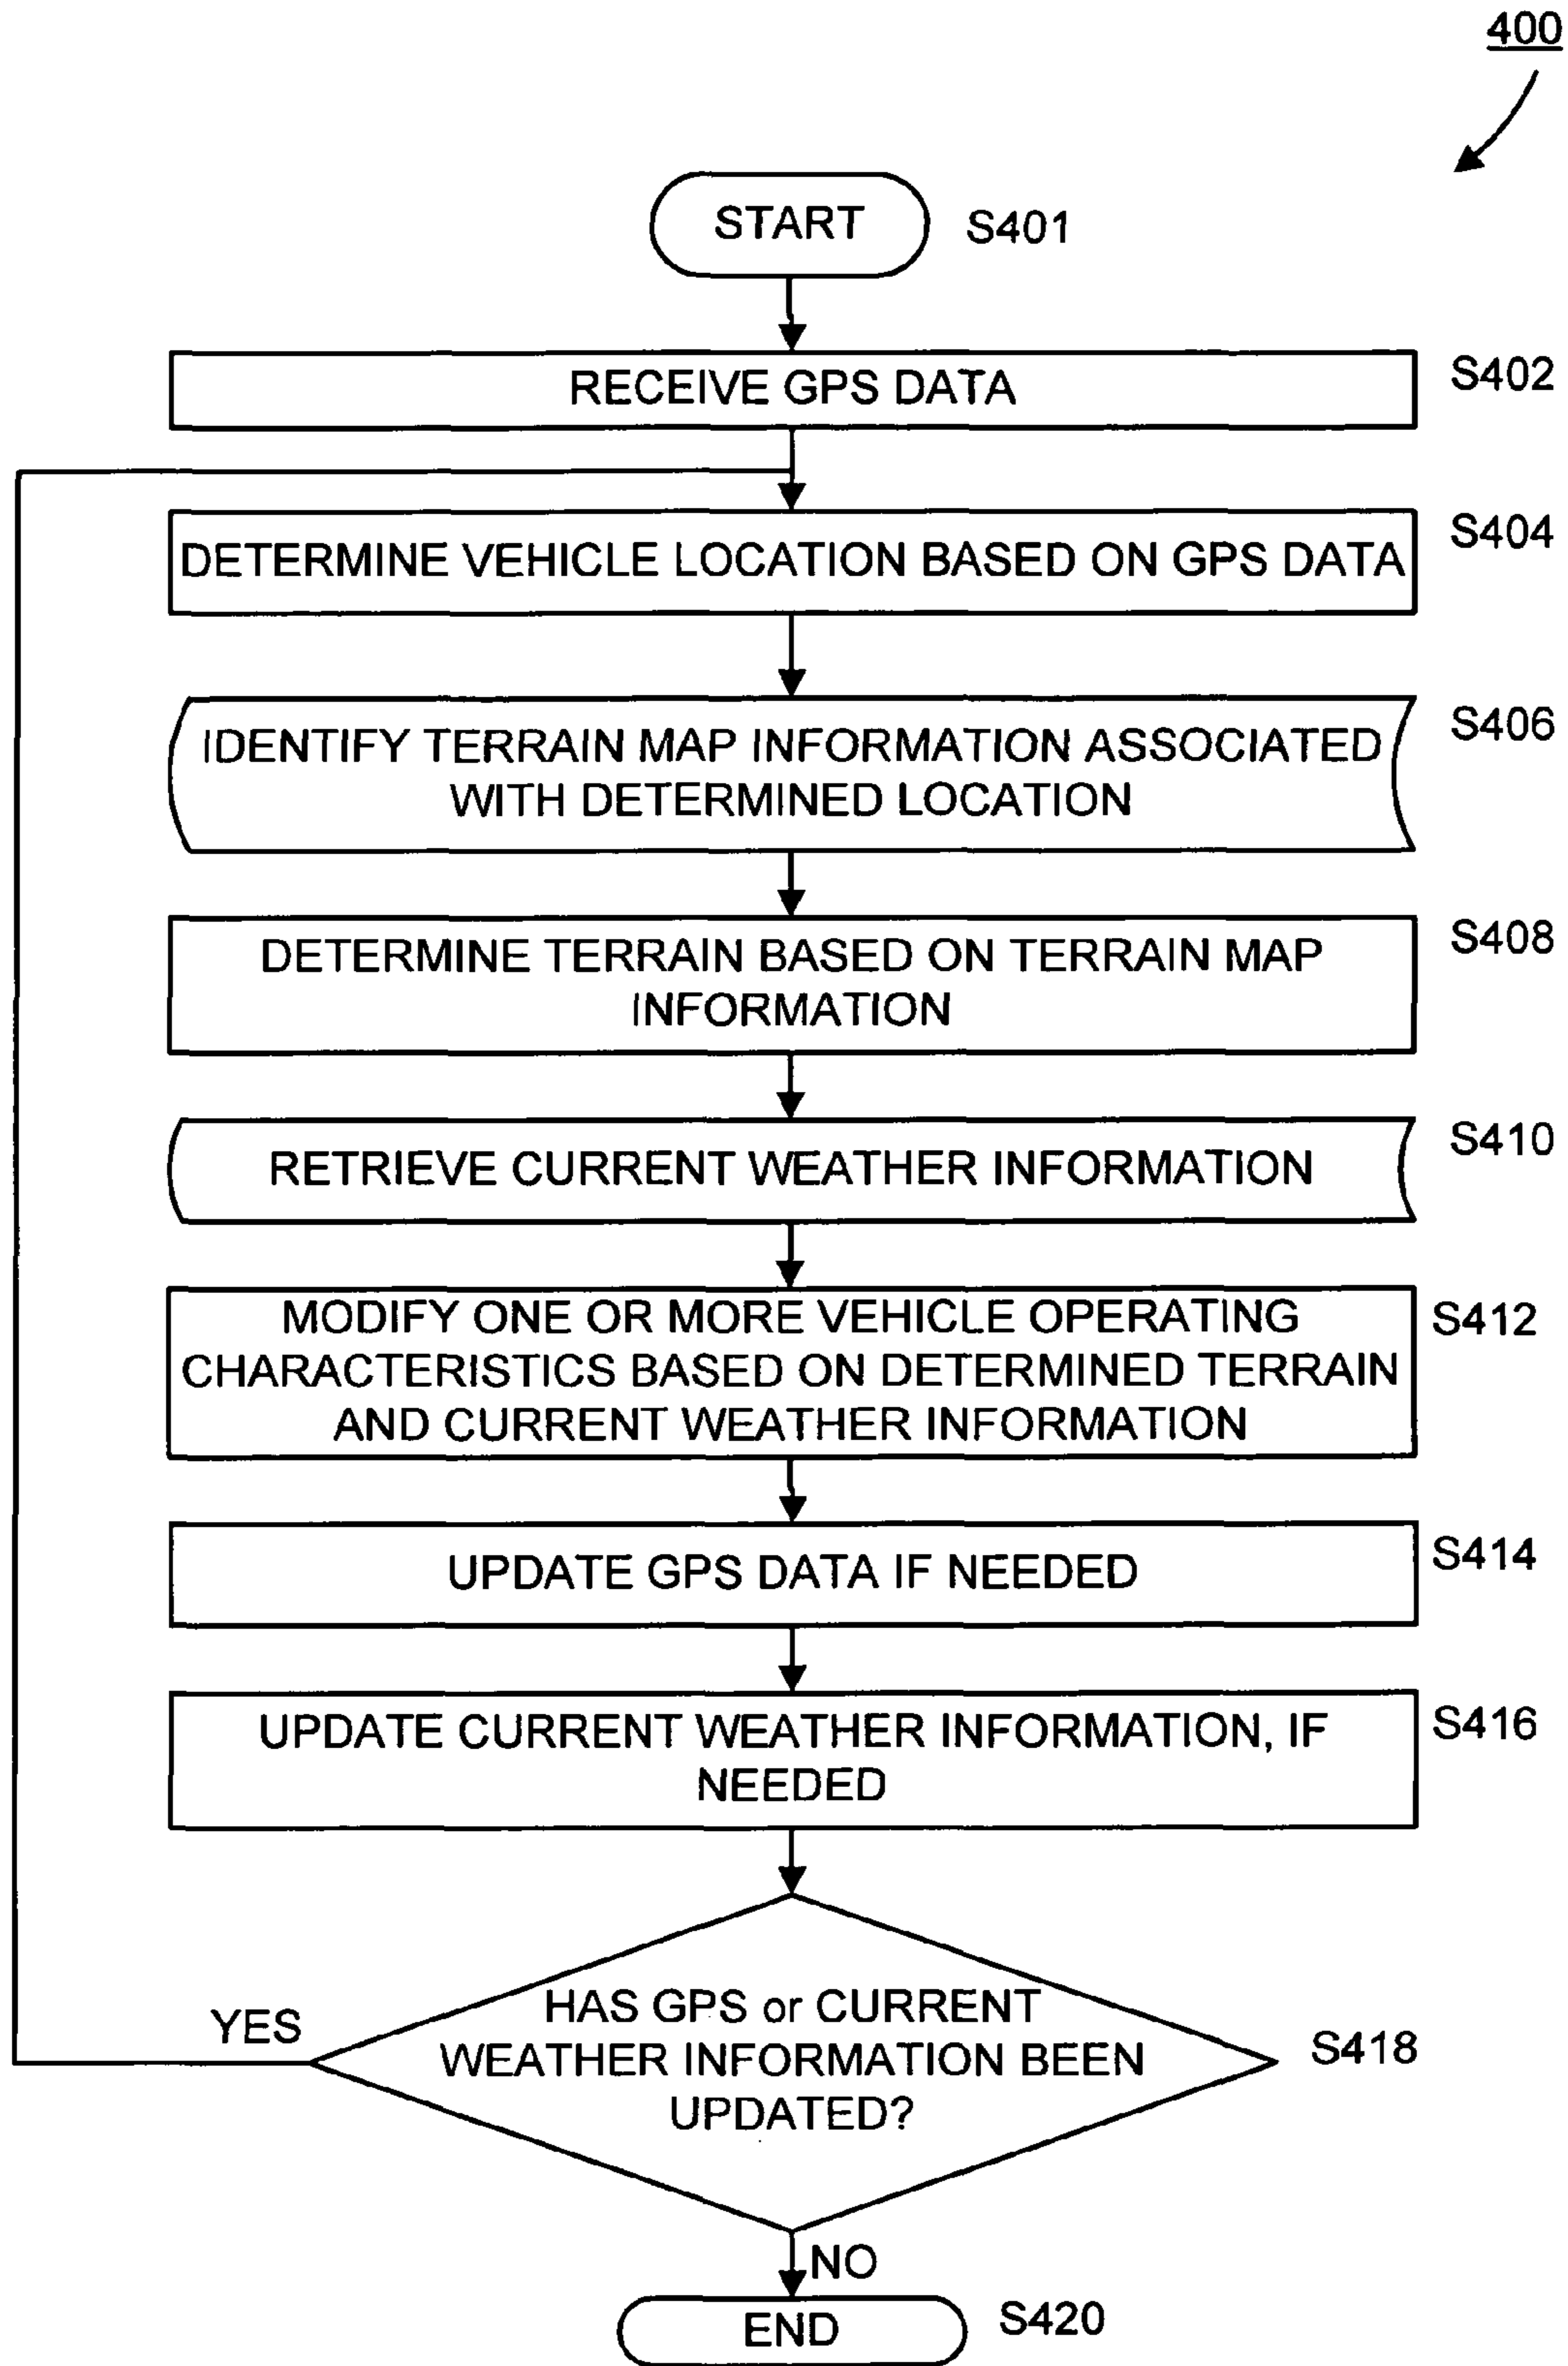 400
START S401
RECEIVE GPS DATA S402
DETERMINE VEHICLE LOCATION BASED ON GPS DATA S404
IDENTIFY TERRAIN MAP INFORMATION ASSOCIATED S406
WITH DETERMINED LOCATION
DETERMINE TERRAIN BASED ON TERRAIN MAP S408
INFORMATION
RETRIEVE CURRENT WEATHER INFORMATION S410
MODIFY ONE OR MORE VEHICLE OPERATING S412
CHARACTERISTICS BASED ON DETERMINED TERRAIN
AND CURRENT WEATHER INFORMATION
UPDATE GPS DATA IF NEEDED S414
UPDATE CURRENT WEATHER INFORMATION, IF S416
NEEDED
HAS GPS or CURRENT
YES
WEATHER INFORMATION BEEN S418
UPDATED?
NO
END S420